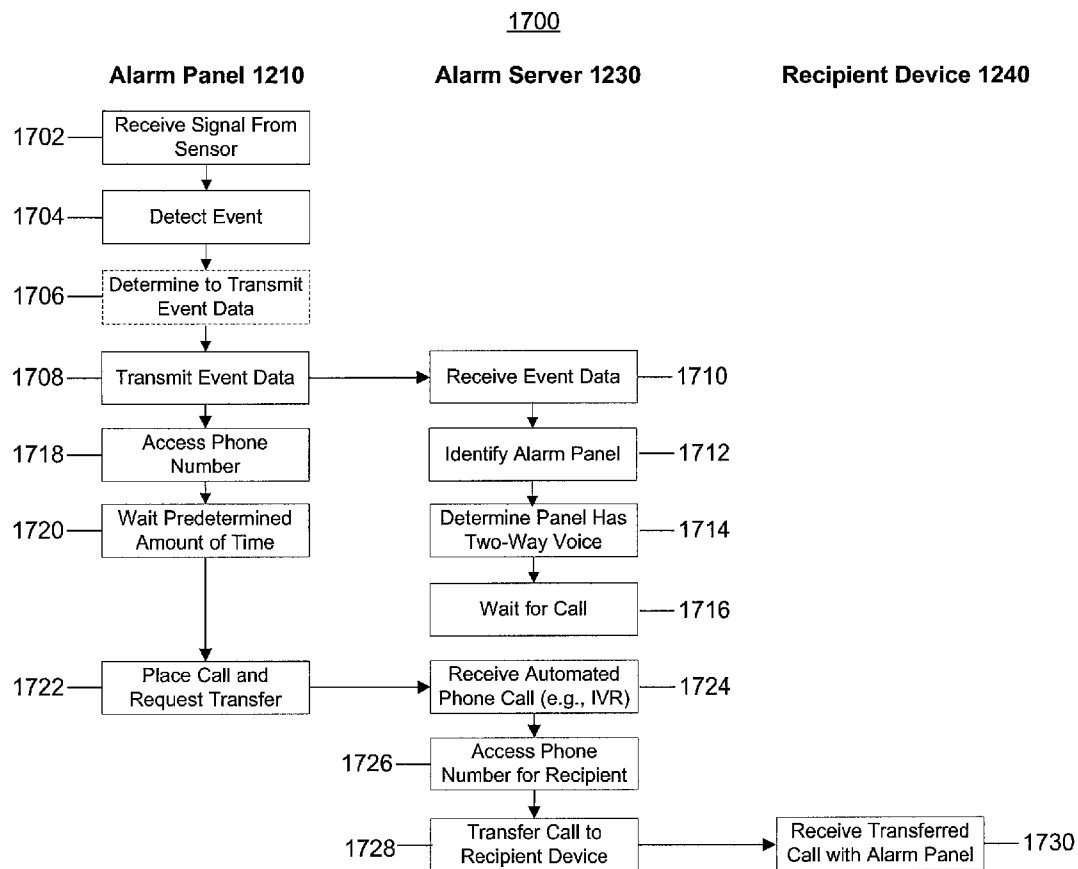 1700
Alarm Panel 1210
Alarm Server 1230
Recipient Device 1240
1702
Receive Signal From
Sensor
1704
Detect Event
1706
Determine to Transmit
Event Data
1708
Transmit Event Data
Receive Event Data
1710
1718
Access Phone
Number
Identify Alarm Panel
1712
1720
Wait Predetermined
Amount of Time
Determine Panel Has
Two-Way Voice
1714
Wait for Call
1716
1722
Place Call and
Request Transfer
Receive Automated
Phone Call (e.g., IVR)
1724
1726
Access Phone
Number for Recipient
1728
Transfer Call to
Recipient Device
Receive Transferred
Call with Alarm Panel
1730